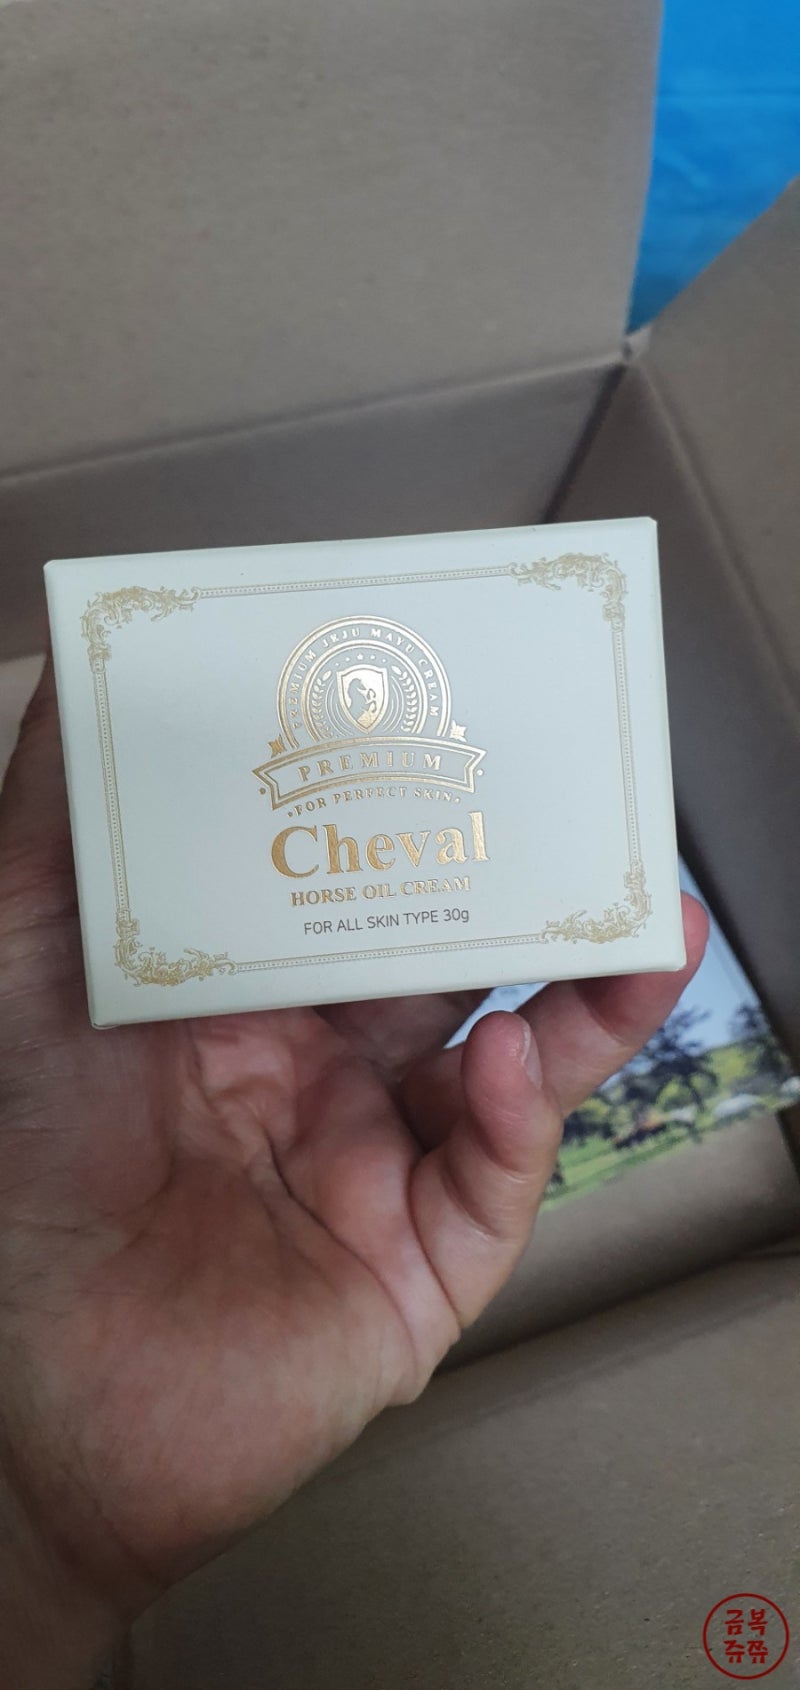 PREMIUM JEJU MAYU CREAM
PREMIUM
FOR PERFECT SKIN
Cheval
HORSE OIL CREAM
FOR ALL SKIN TYPE 30g
금복
쥬쮸